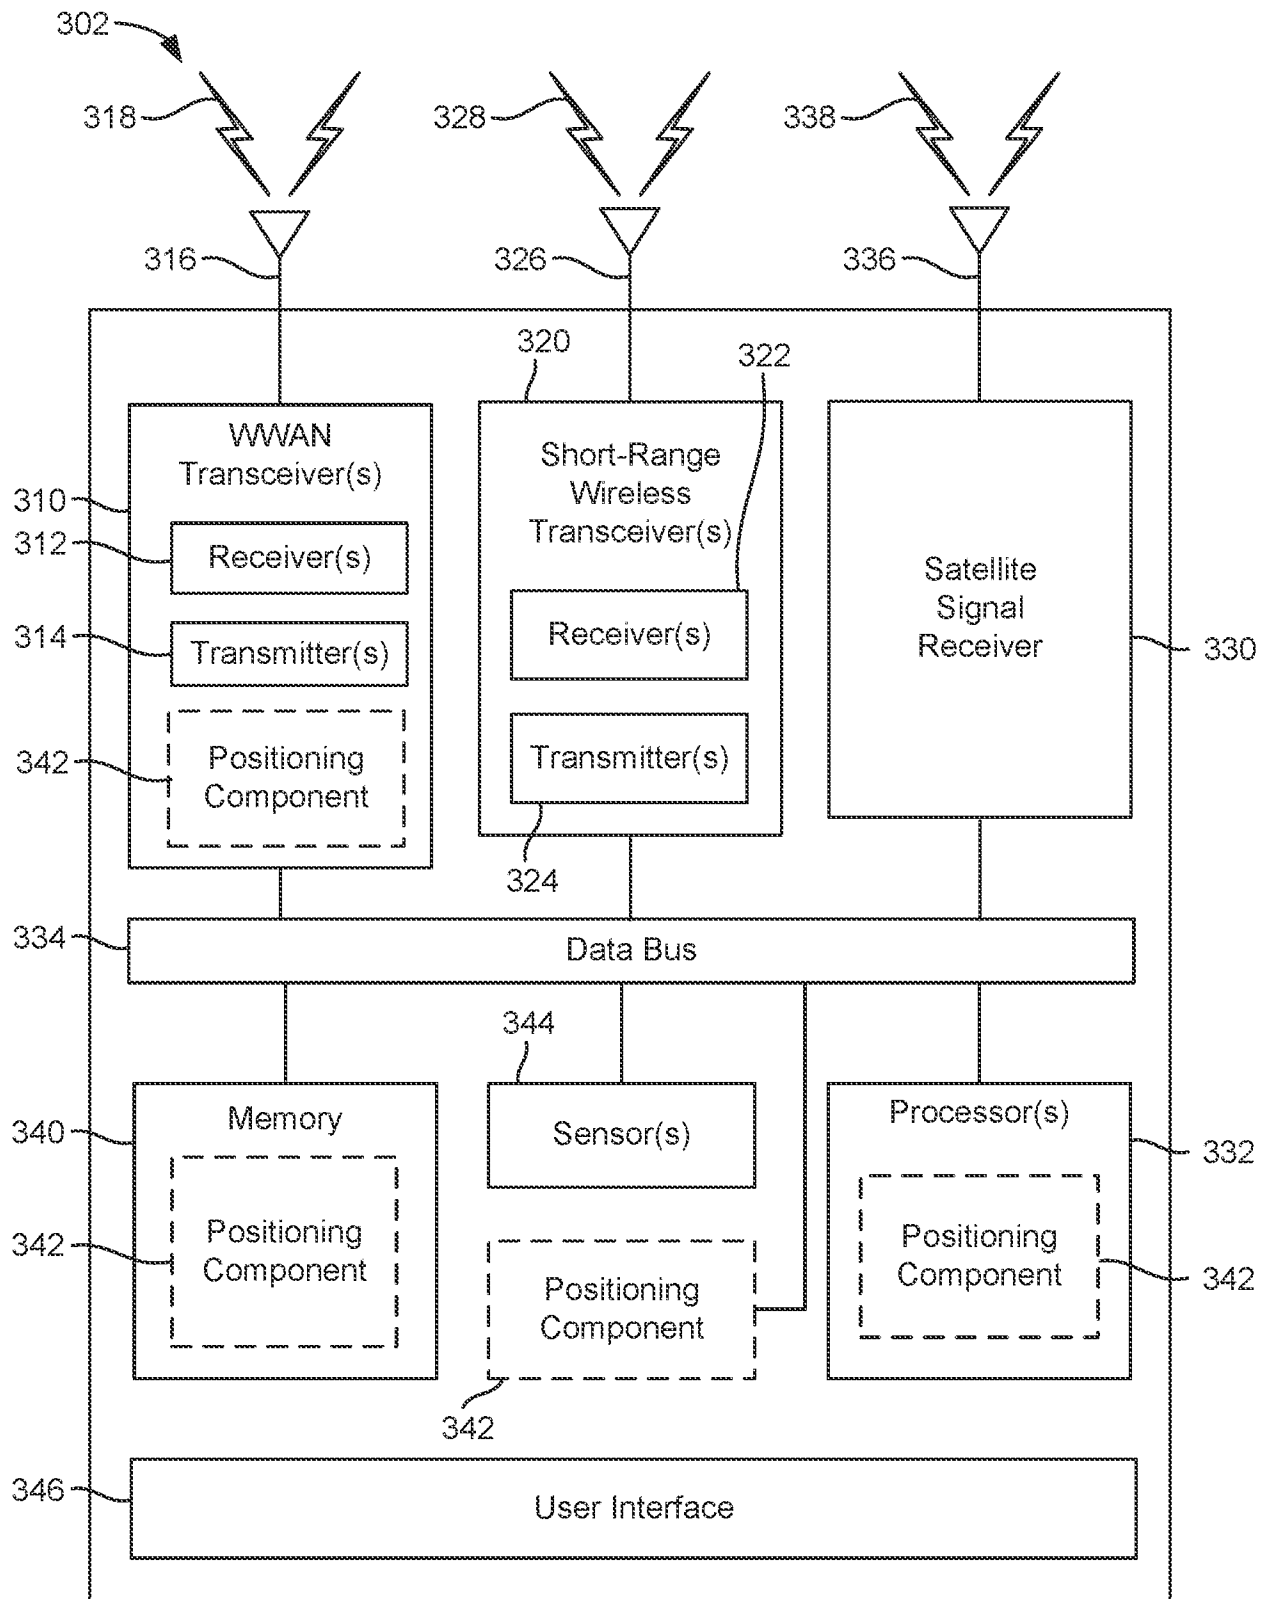 302
318
328
338
316
326
336
320
322
WWAN
Transceiver(s)
310
312
Receiver(s)
314
Transmitter(s)
342
Positioning
Component
Short-Range
Wireless
Transceiver(s)
Receiver(s)
Transmitter(s)
324
Satellite
Signal
Receiver
330
334
Data Bus
344
Memory
340
342
Positioning
Component
Sensor(s)
Positioning
Component
342
Processor(s)
332
Positioning
Component
342
346
User Interface